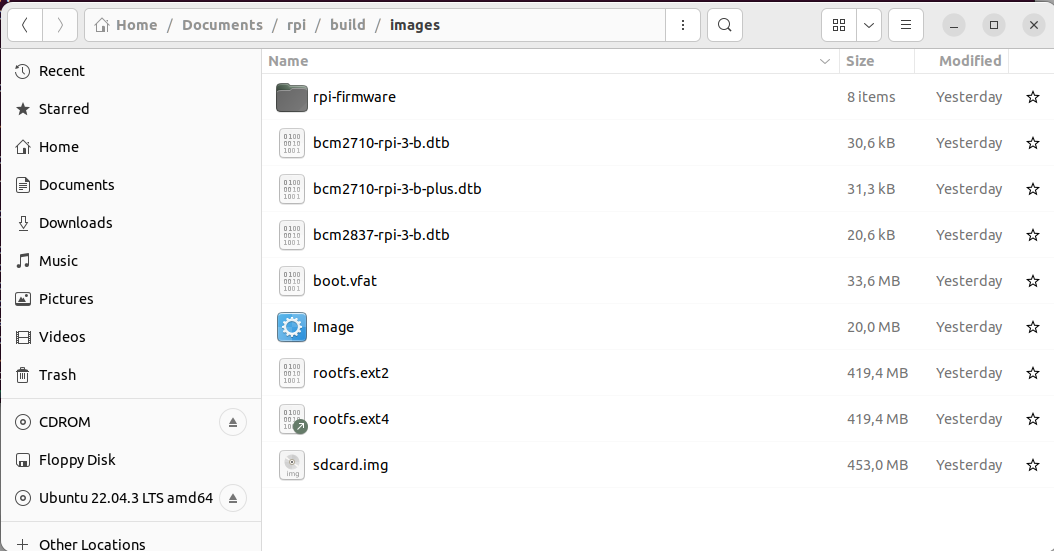 Home / Documents / rpi / build / images
Recent
Starred
Home
Documents
Downloads
Music
Pictures
Videos
Trash
CDROM
Floppy Disk
Ubuntu 22.04.3 LTS amd64
Other Locations
Name Size Modified
rpi-firmware 8 items Yesterday
bcm2710-rpi-3-b.dtb 30,6 kB Yesterday
bcm2710-rpi-3-b-plus.dtb 31,3 kB Yesterday
bcm2837-rpi-3-b.dtb 20,6 kB Yesterday
boot.vfat 33,6 MB Yesterday
Image 20,0 MB Yesterday
rootfs.ext2 419,4 MB Yesterday
rootfs.ext4 419,4 MB Yesterday
sdcard.img 453,0 MB Yesterday